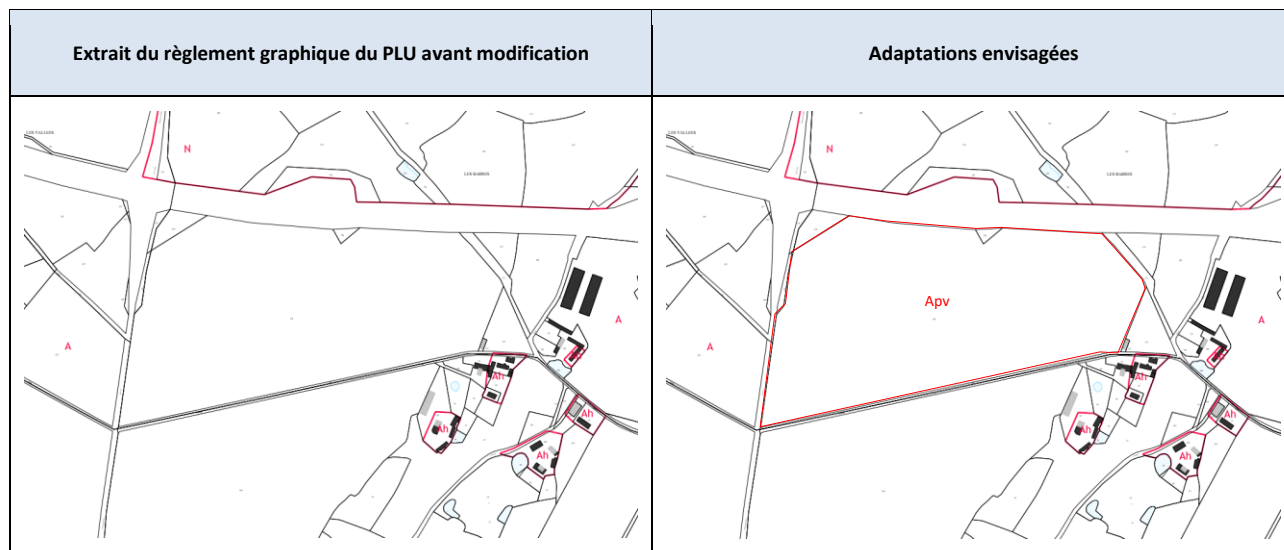 Extrait du règlement graphique du PLU avant modification
Adaptations envisagées
LES VALLEES
N
LES BARRES
A
A
Ah
Ah
Ah
Ah
LES VALLEES
N
LES BARRES
Apv
A
A
Ah
Ah
Ah
Ah